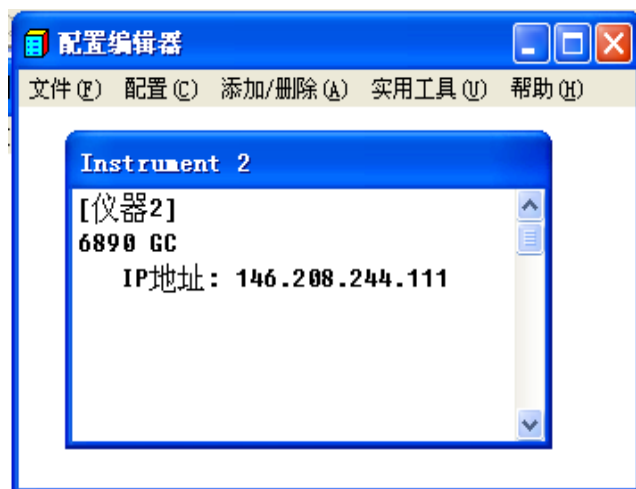 配置编辑器
文件(F) 配置(C) 添加/删除(A) 实用工具(U) 帮助(H)
Instrument 2
[仪器2]
6890 GC
IP地址: 146.208.244.111